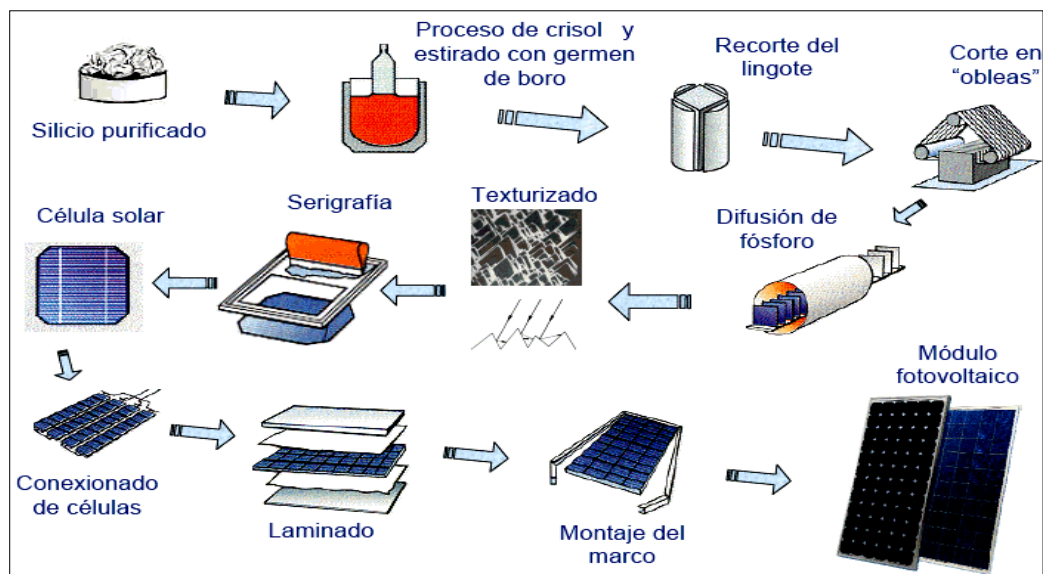 Silicio purificado
Proceso de crisol y
estirado con germen
de boro
Recorte del
lingote
Corte en
“obleas”
Difusión de
fósforo
Texturizado
Serigrafía
Célula solar
Conexionado
de células
Laminado
Montaje del
marco
Módulo
fotovoltaico